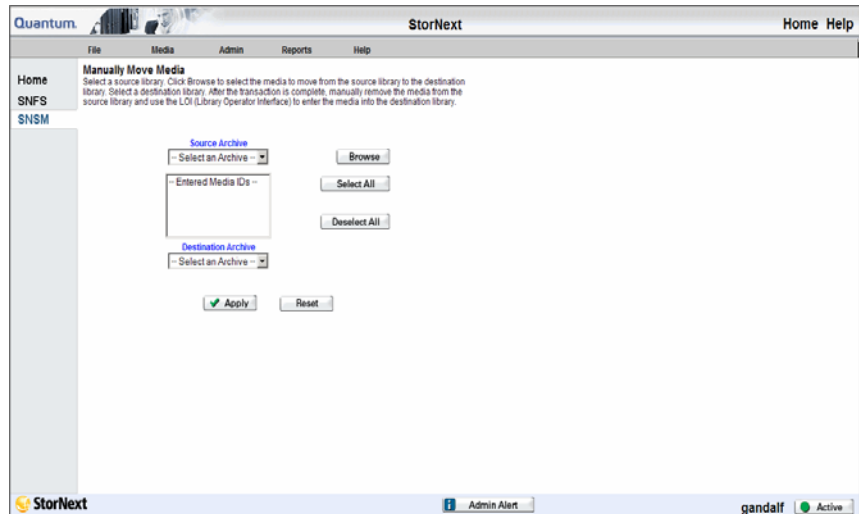 Quantum.
StorNext
Home Help
File Media Admin Reports Help
Home
SNFS
SNSM
Manually Move Media
Select a source library. Click Browse to select the media to move from the source library to the destination
library. Select a destination library. After the transaction is complete, manually remove the media from the
source library and use the LOI (Library Operator Interface) to enter the media into the destination library.
Source Archive
-- Select an Archive --
Browse
-- Entered Media IDs --
Select All
Deselect All
Destination Archive
-- Select an Archive --
Apply
Reset
StorNext
Admin Alert
gandalf
Active